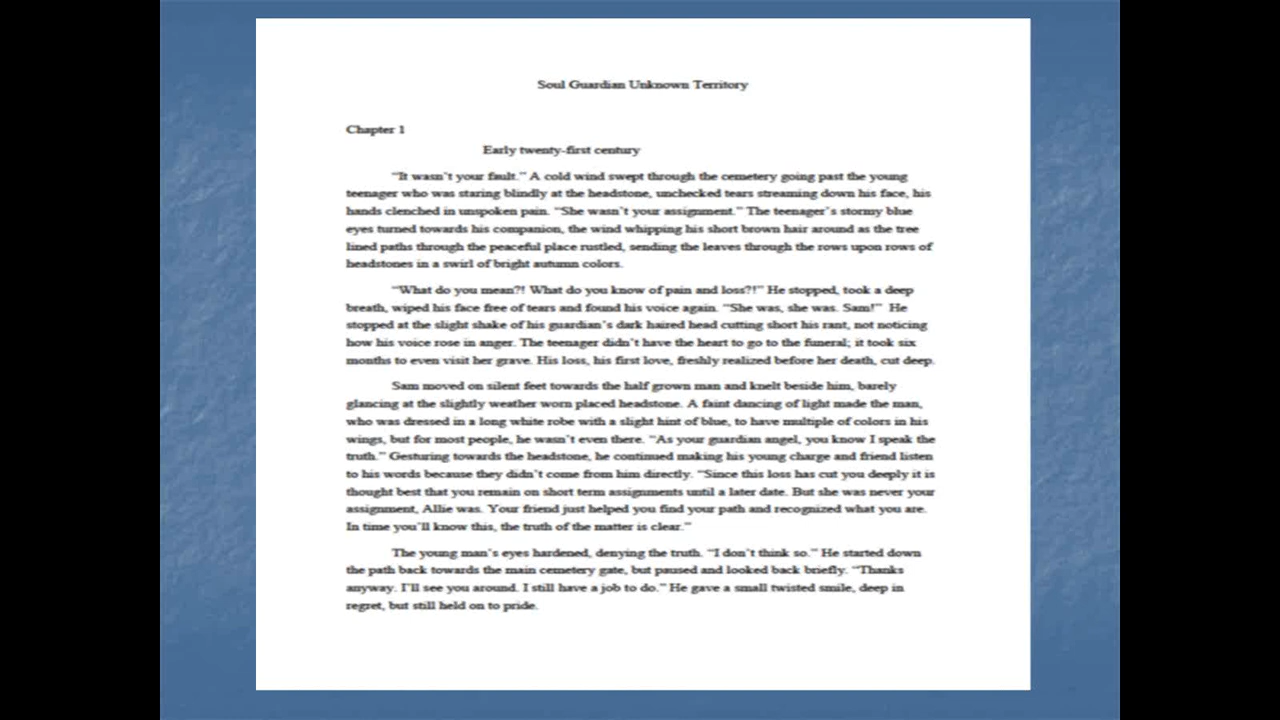 Soul Guardian Unknown Territory
Chapter 1
Early twenty-first century
"It wasn't your fault." A cold wind swept through the cemetery going past the young
teenager who was staring blindly at the headstone, unchecked tears streaming down his face, his
hands clenched in unspoken pain. "She wasn't your assignment." The teenager's stormy blue
eyes turned towards his companion, the wind whipping his short brown hair around as the tree
lined paths through the peaceful place rustled, sending the leaves through the rows upon rows of
headstones in a swirl of bright autumn colors.
"What do you mean?! What do you know of pain and loss?!" He stopped, took a deep
breath, wiped his face free of tears and found his voice again. "She was, she was. Sam!" He
stopped at the slight shake of his guardian's dark haired head cutting short his rant, not noticing
how his voice rose in anger. The teenager didn't have the heart to go to the funeral; it took six
months to even visit her grave. His loss, his first love, freshly realized before her death, cut deep.
Sam moved on silent feet towards the half grown man and knelt beside him, barely
glancing at the slightly weather worn placed headstone. A faint dancing of light made the man,
who was dressed in a long white robe with a slight hint of blue, to have multiple of colors in his
wings, but for most people, he wasn't even there. "As your guardian angel, you know I speak the
truth." Gesturing towards the headstone, he continued making his young charge and friend listen
to his words because they didn't come from him directly. "Since this loss has cut you deeply it is
thought best that you remain on short term assignments until a later date. But she was never your
assignment, Allie was. Your friend just helped you find your path and recognized what you are.
In time you'll know this, the truth of the matter is clear."
The young man's eyes hardened, denying the truth. "I don't think so." He started down
the path back towards the main cemetery gate, but paused and looked back briefly. "Thanks
anyway. I'll see you around. I still have a job to do." He gave a small twisted smile, deep in
regret, but still held on to pride.